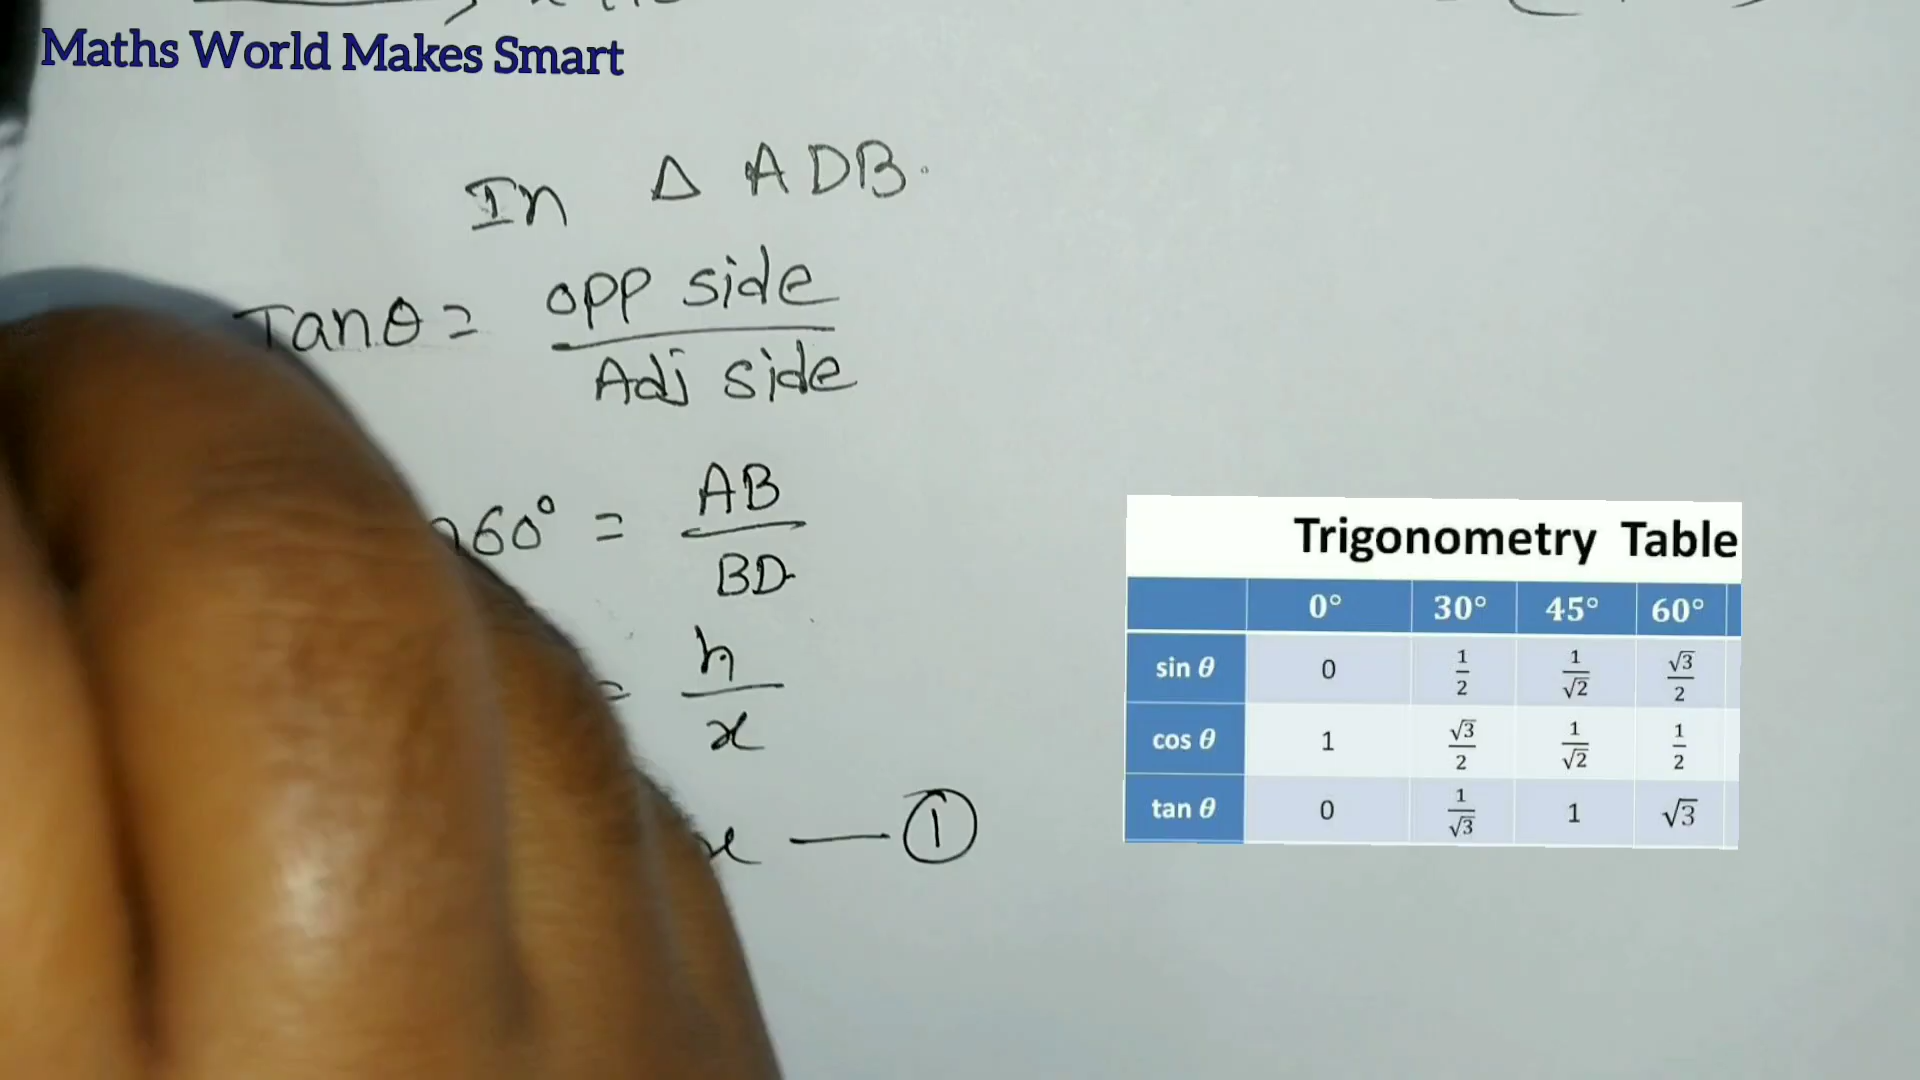 Maths World Makes Smart
In Δ ADB.
Tanθ = opp side
Adj side
60° = AB
BD
= h
x
x — ①
Trigonometry Table
0° 30° 45° 60°
sin θ 0 1/2 1/√2 √3/2
cos θ 1 √3/2 1/√2 1/2
tan θ 0 1/√3 1 √3